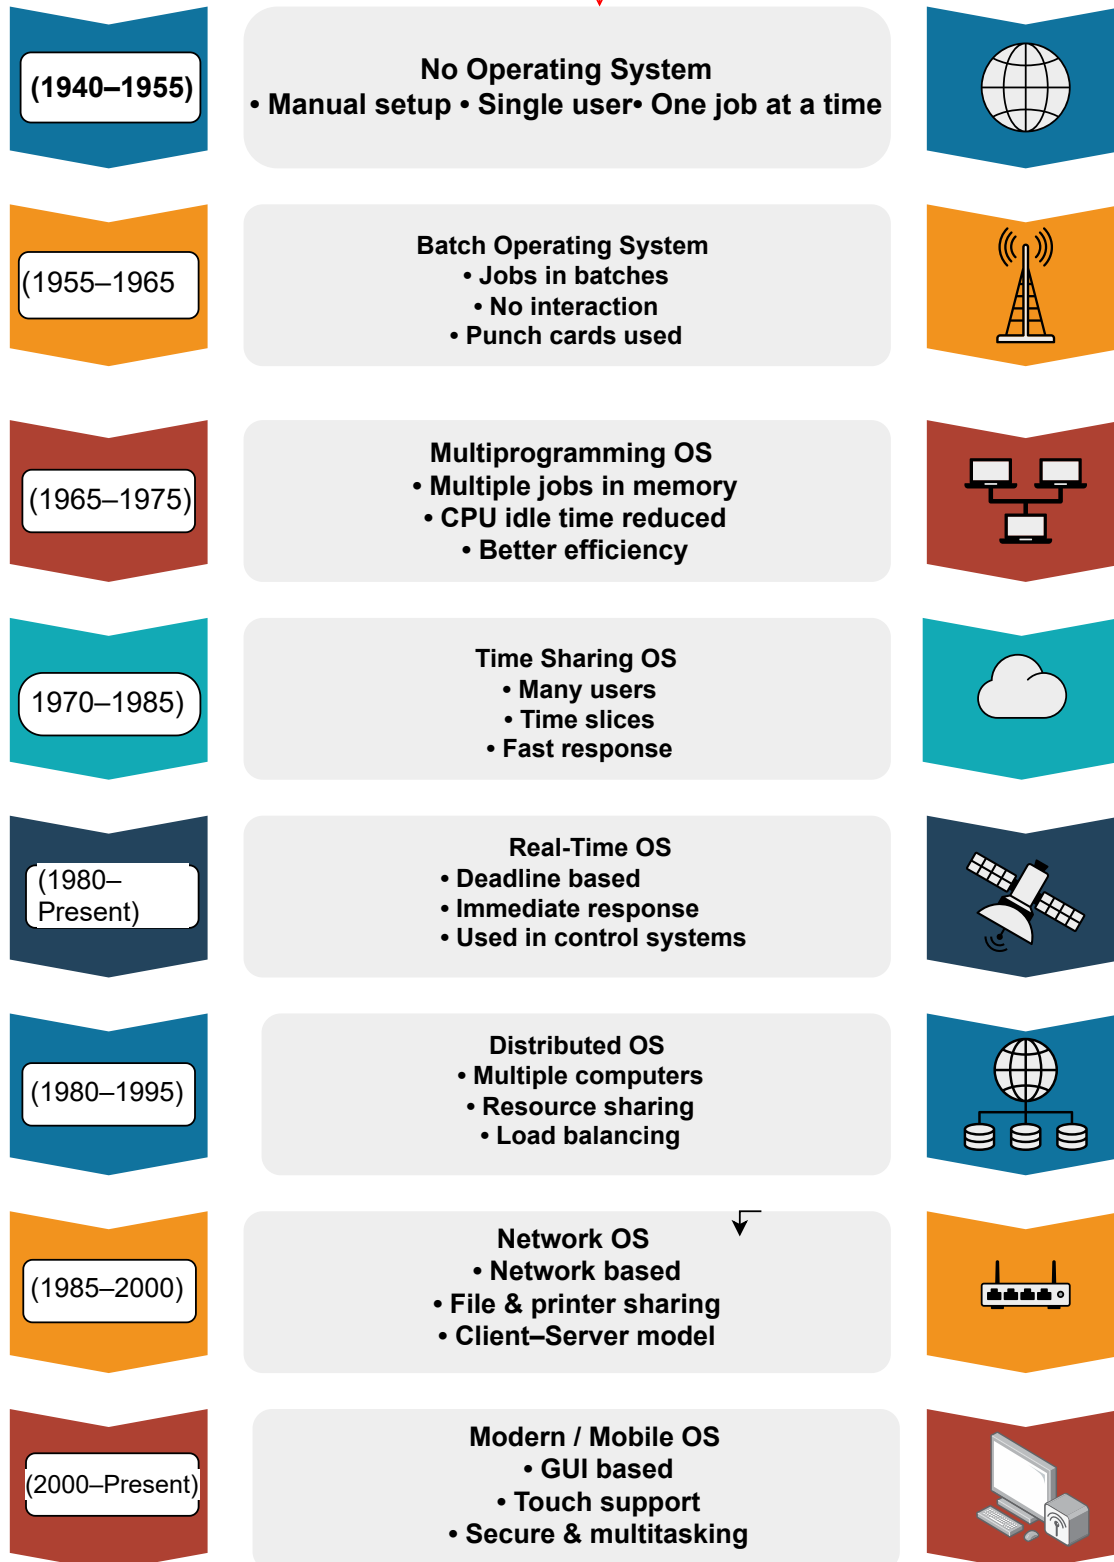 (1940–1955)
No Operating System
• Manual setup • Single user• One job at a time
(1955–1965
Batch Operating System
• Jobs in batches
• No interaction
• Punch cards used
(1965–1975)
Multiprogramming OS
• Multiple jobs in memory
• CPU idle time reduced
• Better efficiency
1970–1985)
Time Sharing OS
• Many users
• Time slices
• Fast response
(1980–
Present)
Real-Time OS
• Deadline based
• Immediate response
• Used in control systems
(1980–1995)
Distributed OS
• Multiple computers
• Resource sharing
• Load balancing
(1985–2000)
Network OS
• Network based
• File & printer sharing
• Client–Server model
(2000–Present)
Modern / Mobile OS
• GUI based
• Touch support
• Secure & multitasking